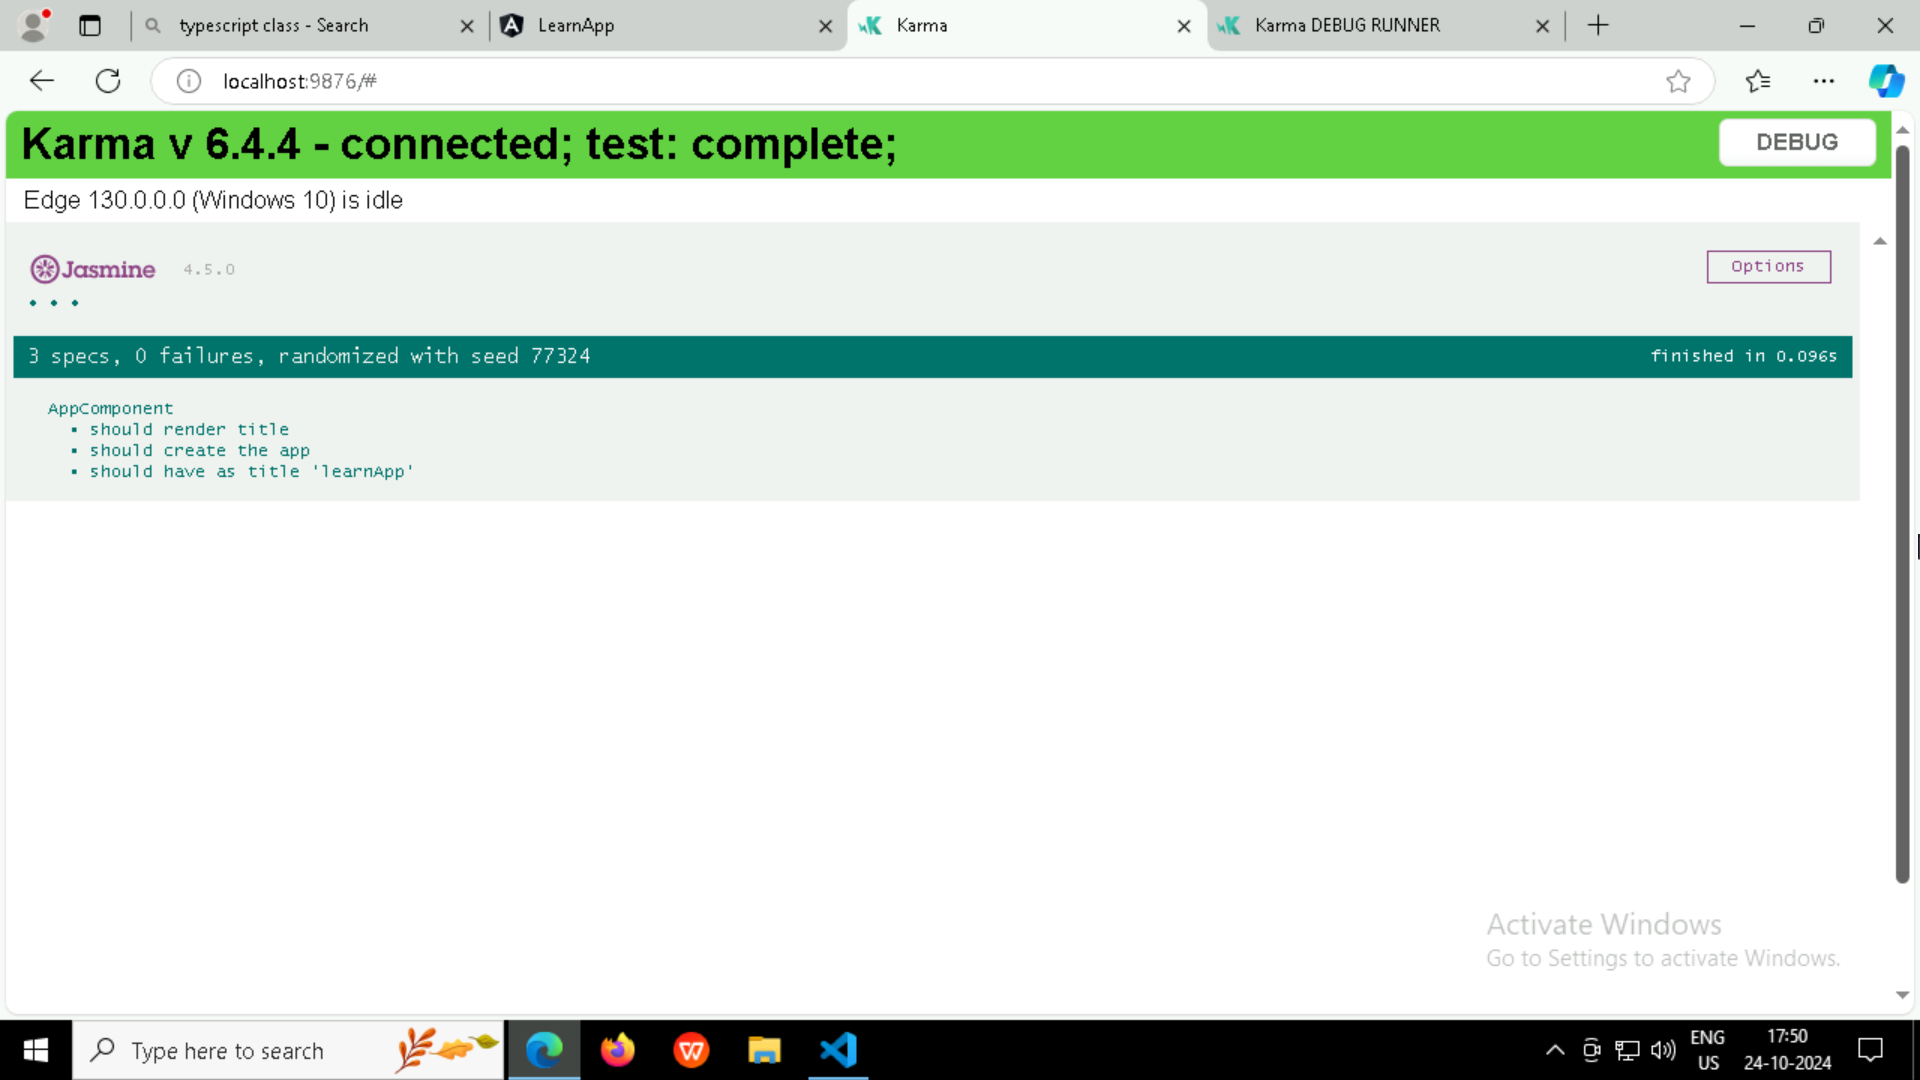 typescript class - Search
LearnApp
Karma
Karma DEBUG RUNNER
localhost:9876/#
Karma v 6.4.4 - connected; test: complete;
DEBUG
Edge 130.0.0.0 (Windows 10) is idle
Jasmine 4.5.0
Options
• • •
3 specs, 0 failures, randomized with seed 77324
finished in 0.096s
AppComponent
• should render title
• should create the app
• should have as title 'learnApp'
Activate Windows
Go to Settings to activate Windows.
Type here to search
ENG
US
17:50
24-10-2024